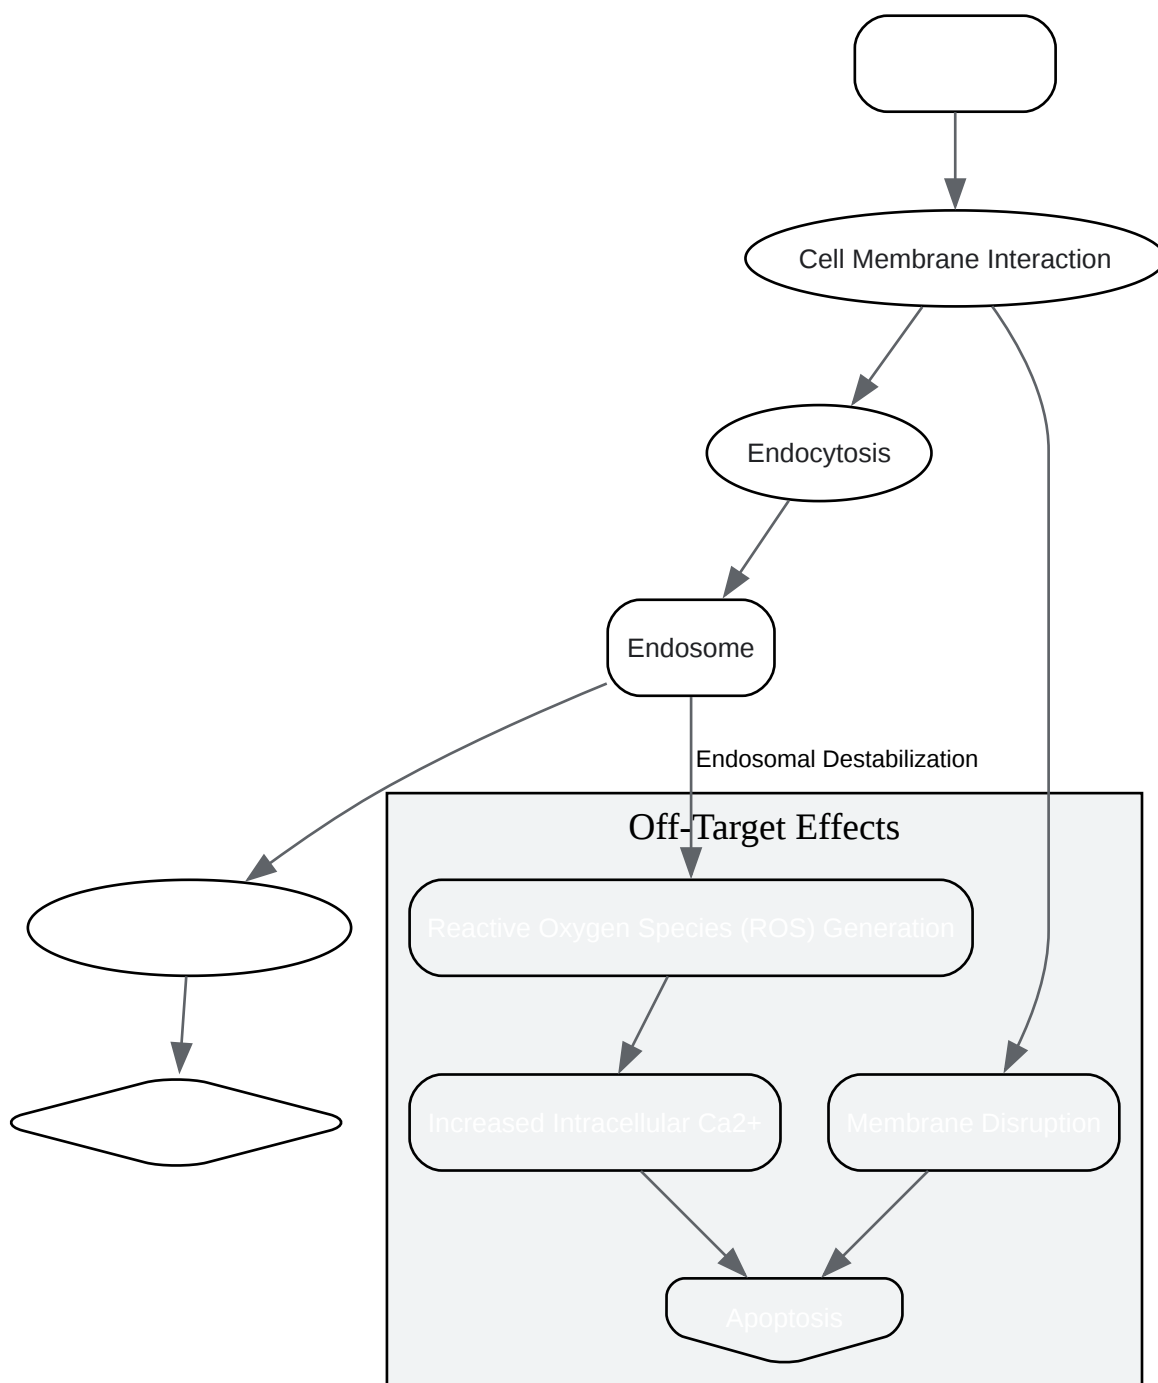 Cell Membrane Interaction
Endocytosis
Endosome
Endosomal Destabilization
Off-Target Effects
Reactive Oxygen Species (ROS) Generation
Increased Intracellular Ca2+
Membrane Disruption
Apoptosis